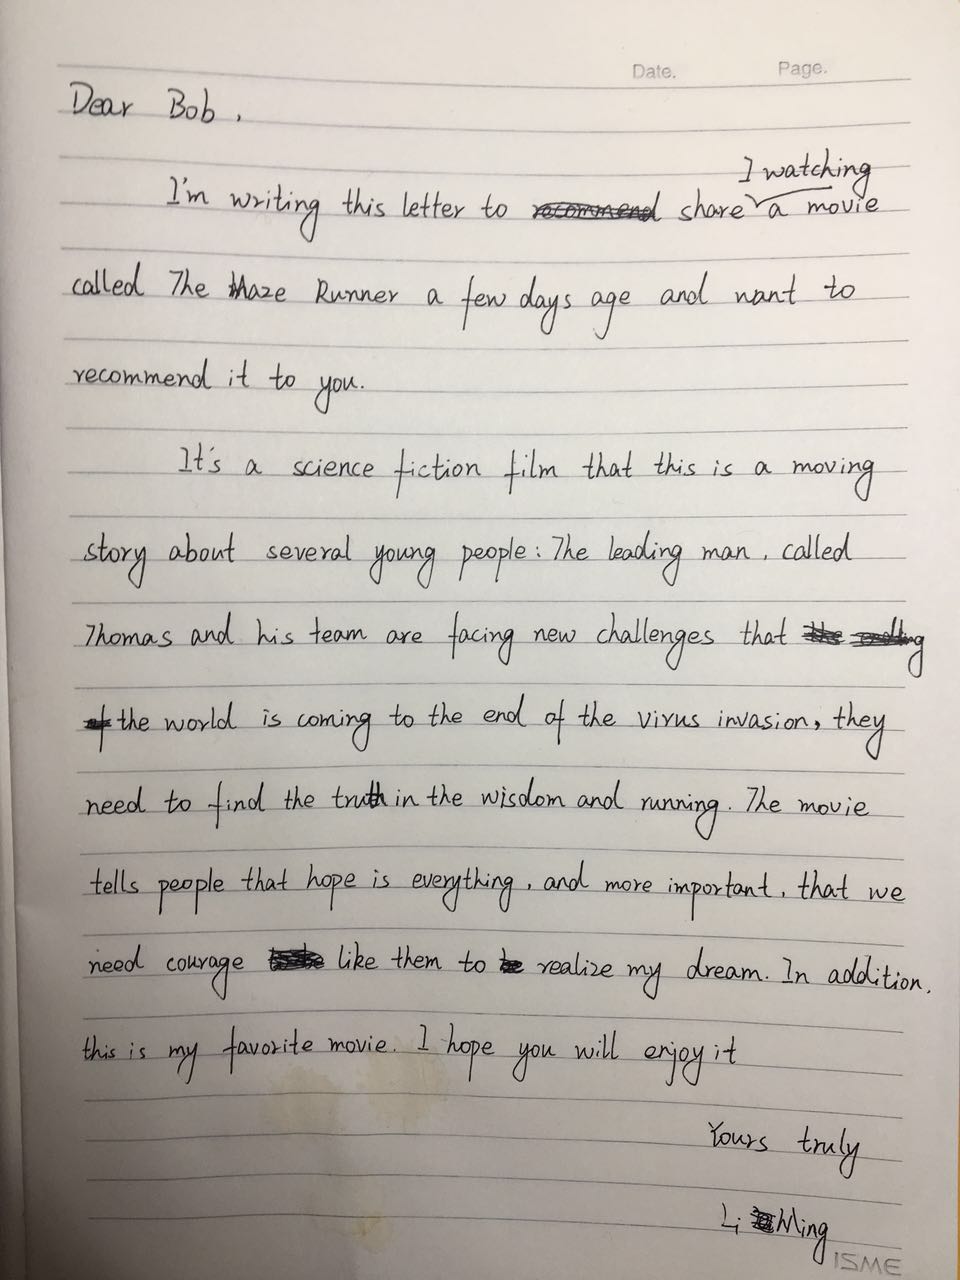 Date. Page.
Dear Bob,
I watching
I'm writing this letter to share a movie
called The Maze Runner a few days age and want to
recommend it to you.
It's a science fiction film that this is a moving
story about several young people: The leading man, called
Thomas and his team are facing new challenges that
the world is coming to the end of the virus invasion, they
need to find the truth in the wisdom and running. The movie
tells people that hope is everything, and more important, that we
need courage like them to realize my dream. In addition,
this is my favorite movie. I hope you will enjoy it
Yours truly
Li Ming
ISME